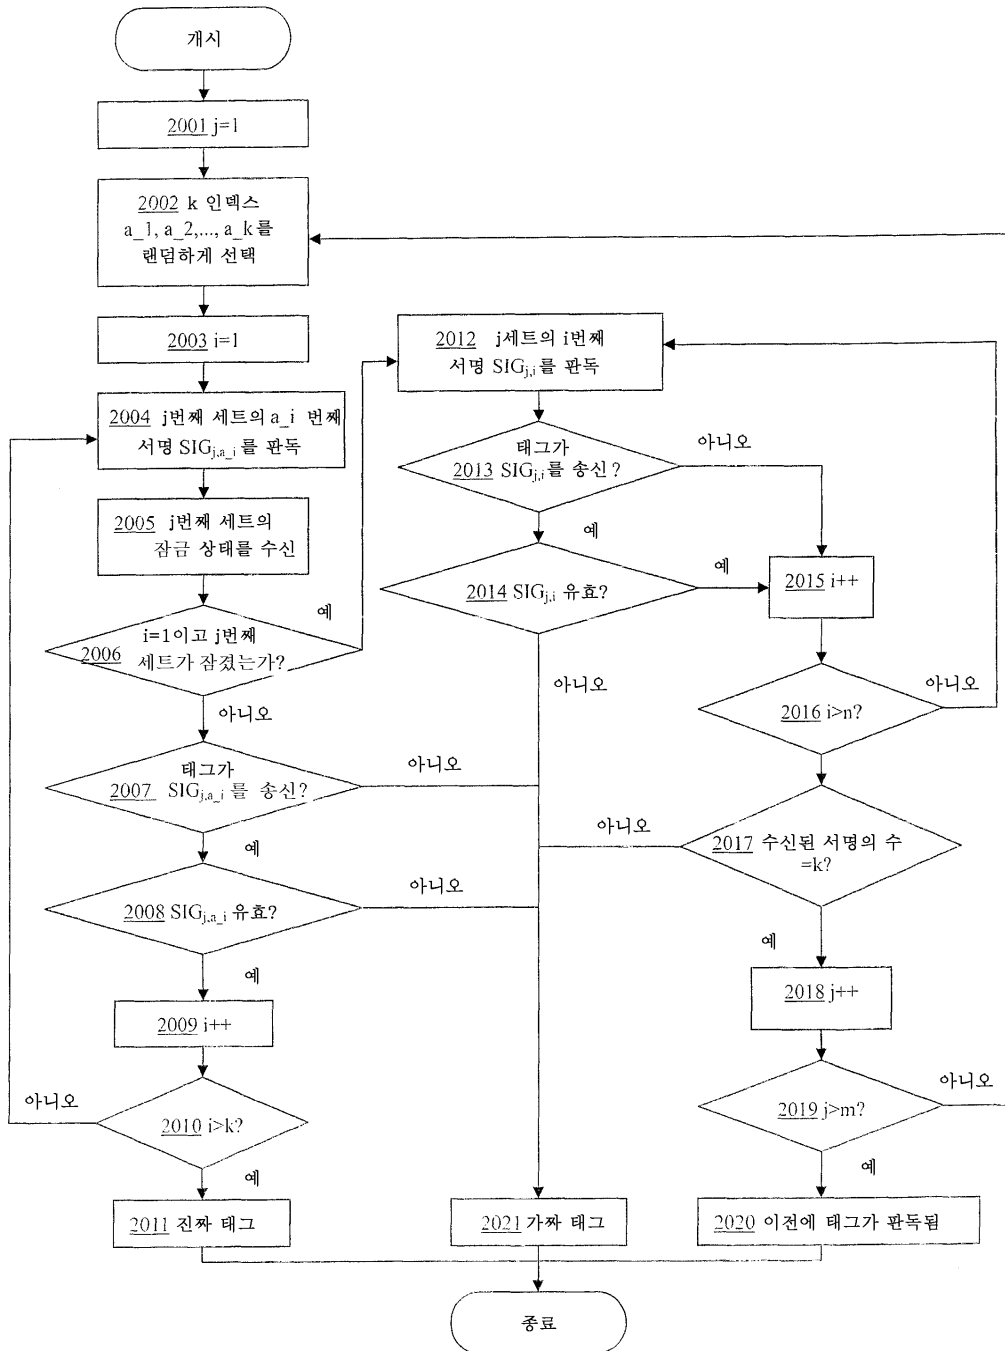 개시
2001 j=1
2002 k 인덱스
a_1, a_2,..., a_k를
랜덤하게 선택
2003 i=1
2004 j번째 세트의 a_i 번째
서명 SIGj,a_i 를 판독
2005 j번째 세트의
잠금 상태를 수신
예
i=1이고 j번째
2006 세트가 잠겼는가?
아니오
태그가
2007 SIGj,a_i 를 송신?
아니오
예
2008 SIGj,a_i 유효?
아니오
예
2009 i++
아니오
2010 i>k?
예
2011 진짜 태그
2012 j세트의 i번째
서명 SIGj,i 를 판독
태그가
2013 SIGj,i 를 송신?
아니오
예
2014 SIGj,i 유효?
예
아니오
2015 i++
2016 i>n?
아니오
아니오
2017 수신된 서명의 수
=k?
예
2018 j++
2019 j>m?
아니오
예
2021 가짜 태그
2020 이전에 태그가 판독됨
종료